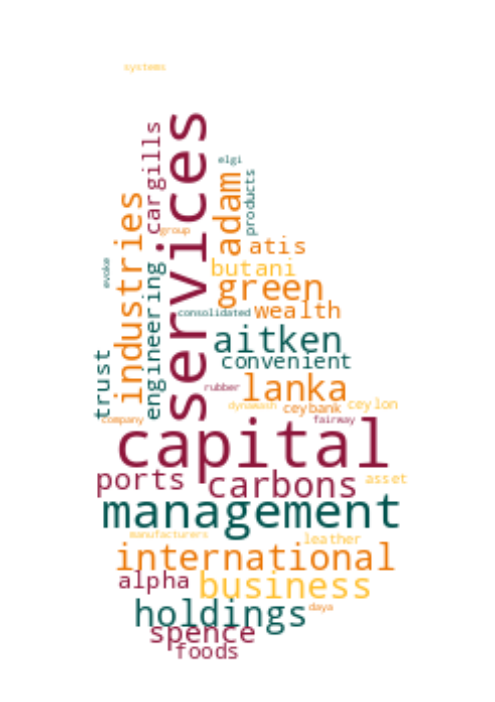 systems
services
cargills
elgi
products
adam
industries
group
atis
engineering
evoke
butani
green
consolidated
wealth
aitken
trust
convenient
rubber
lanka
dynawash
ceybank
ceylon
company
fairway
capital
ports
carbons
asset
management
manufacturers
leather
international
alpha
business
holdings
daya
spence
foods